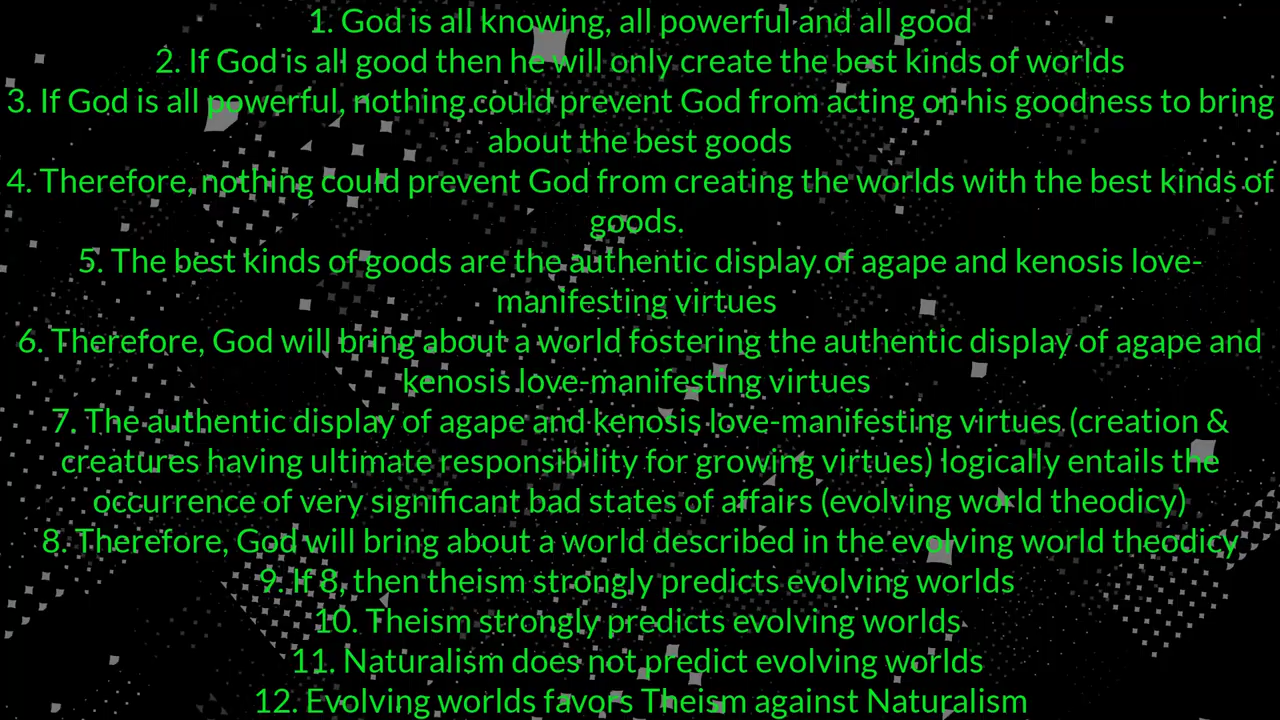 1. God is all knowing, all powerful and all good
2. If God is all good then he will only create the best kinds of worlds
3. If God is all powerful, nothing could prevent God from acting on his goodness to bring
about the best goods
4. Therefore, nothing could prevent God from creating the worlds with the best kinds of
goods.
5. The best kinds of goods are the authentic display of agape and kenosis love-
manifesting virtues
6. Therefore, God will bring about a world fostering the authentic display of agape and
kenosis love-manifesting virtues
7. The authentic display of agape and kenosis love-manifesting virtues (creation &
creatures having ultimate responsibility for growing virtues) logically entails the
occurrence of very significant bad states of affairs (evolving world theodicy)
8. Therefore, God will bring about a world described in the evolving world theodicy
9. If 8, then theism strongly predicts evolving worlds
10. Theism strongly predicts evolving worlds
11. Naturalism does not predict evolving worlds
12. Evolving worlds favors Theism against Naturalism